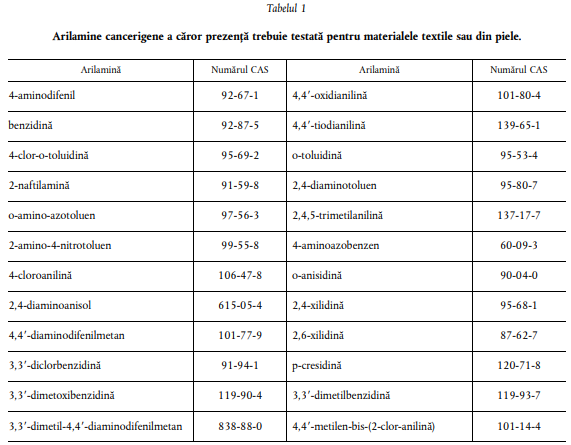 Tabelul 1
Arilamine cancerigene a căror prezență trebuie testată pentru materialele textile sau din piele.
Arilamină Numărul CAS Arilamină Numărul CAS
4-aminodifenil 92-67-1 4,4′-oxidianilină 101-80-4
benzidină 92-87-5 4,4′-tiodianilină 139-65-1
4-clor-o-toluidină 95-69-2 o-toluidină 95-53-4
2-naftilamină 91-59-8 2,4-diaminotoluen 95-80-7
o-amino-azotoluen 97-56-3 2,4,5-trimetilanilină 137-17-7
2-amino-4-nitrotoluen 99-55-8 4-aminoazobenzen 60-09-3
4-cloroanilină 106-47-8 o-anisidină 90-04-0
2,4-diaminoanisol 615-05-4 2,4-xilidină 95-68-1
4,4′-diaminodifenilmetan 101-77-9 2,6-xilidină 87-62-7
3,3′-diclorbenzidină 91-94-1 p-cresidină 120-71-8
3,3′-dimetoxibenzidină 119-90-4 3,3′-dimetilbenzidină 119-93-7
3,3′-dimetil-4,4′-diaminodifenilmetan 838-88-0 4,4′-metilen-bis-(2-clor-anilină) 101-14-4